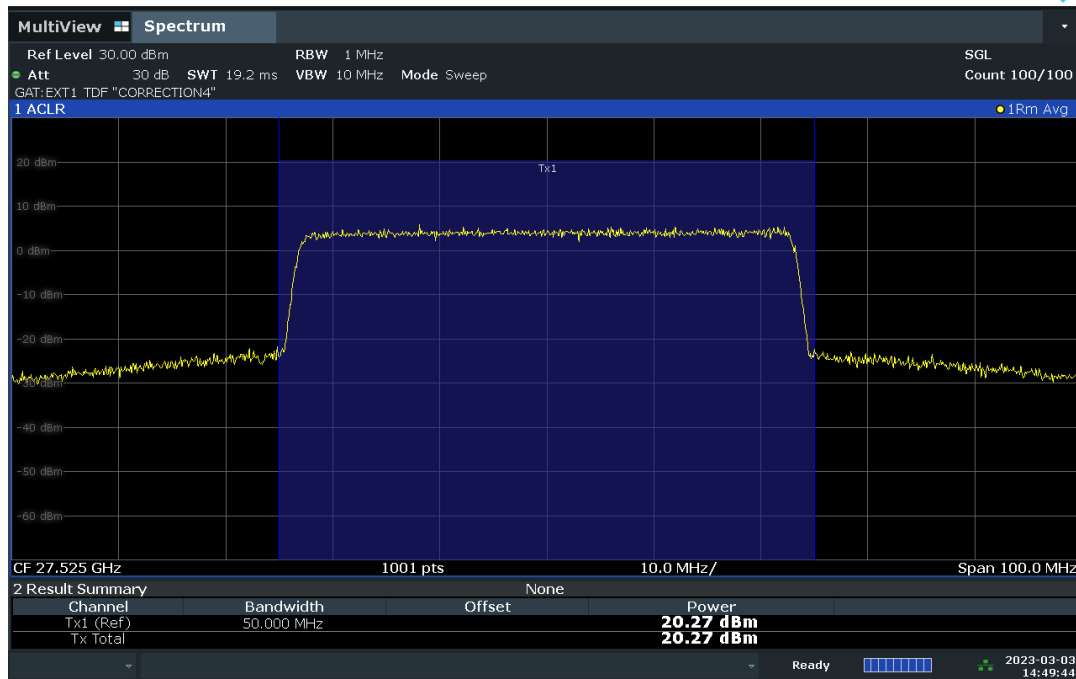 MultiView Spectrum
Ref Level 30.00 dBm RBW 1 MHz SGL
Att 30 dB SWT 19.2 ms VBW 10 MHz Mode Sweep Count 100/100
GAT:EXT1 TDF "CORRECTION4"
1 ACLR 1Rm Avg
Tx1
20 dBm
10 dBm
0 dBm
-10 dBm
-20 dBm
-30 dBm
-40 dBm
-50 dBm
-60 dBm
CF 27.525 GHz 1001 pts 10.0 MHz/ Span 100.0 MHz
2 Result Summary None
Channel Bandwidth Offset Power
Tx1 (Ref) 50.000 MHz 20.27 dBm
Tx Total 20.27 dBm
Ready 2023-03-03
14:49:44